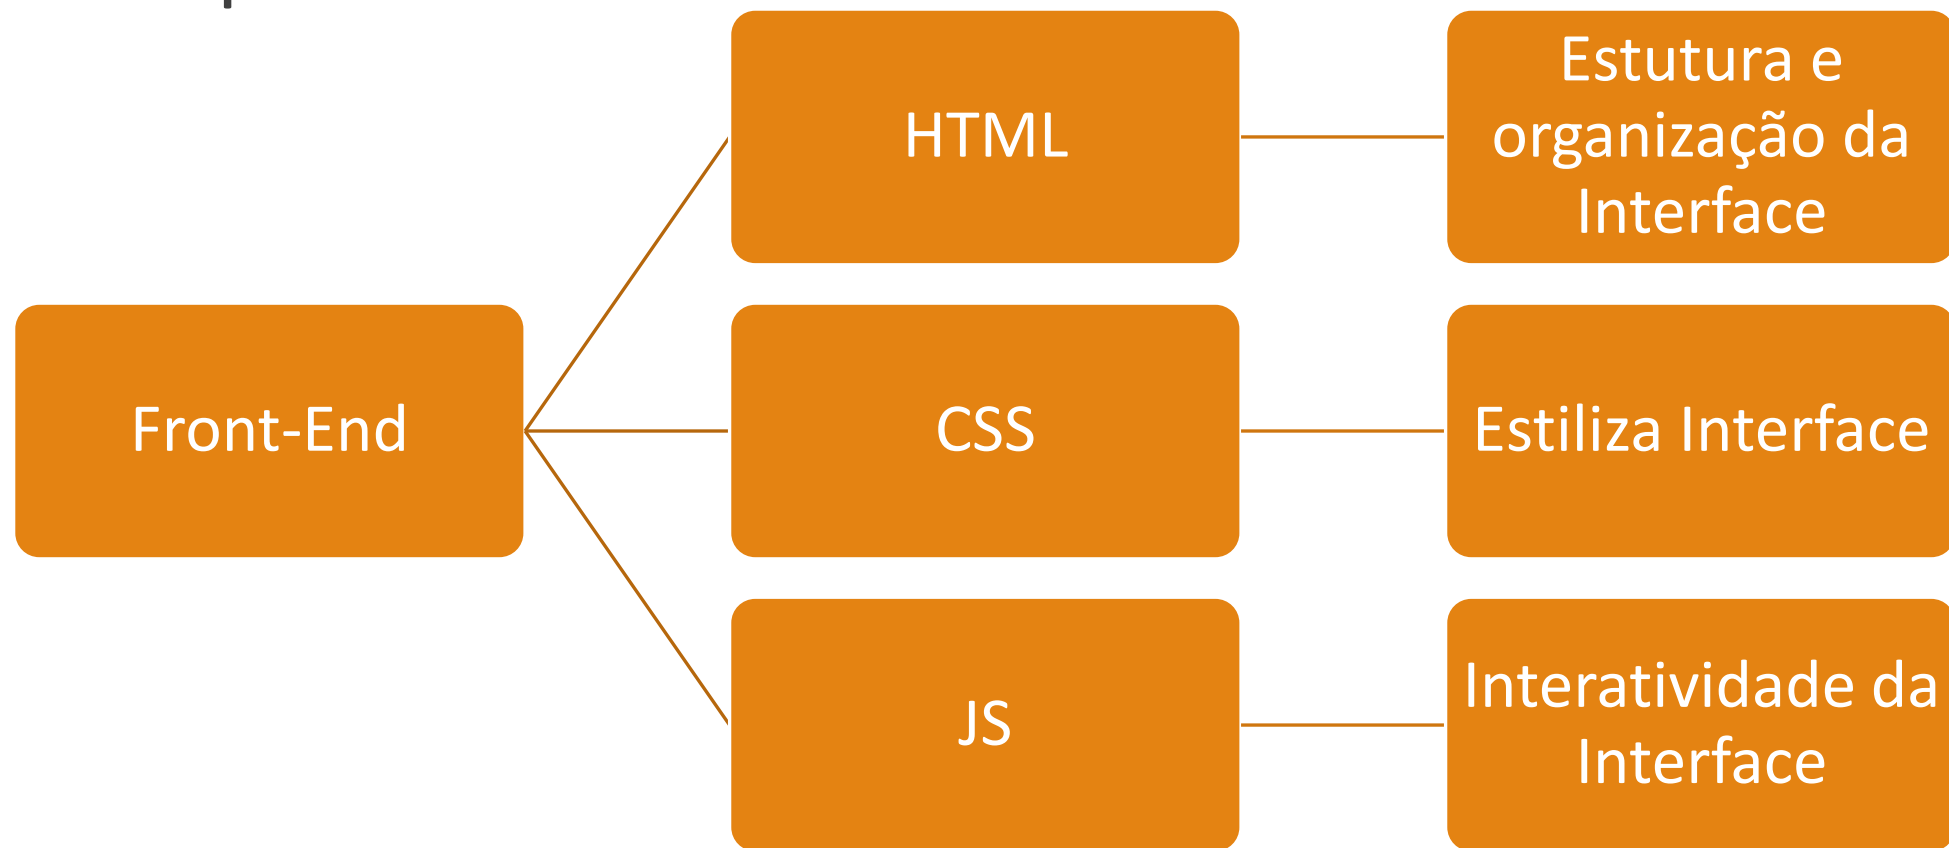 Front-End
HTML
Estutura e
organização da
Interface
CSS
Estiliza Interface
JS
Interatividade da
Interface